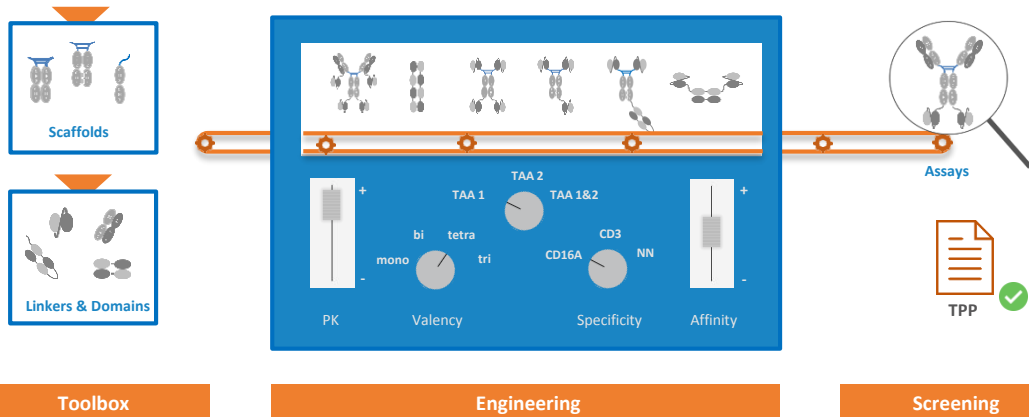 Scaffolds
Linkers & Domains
TAA 2
TAA 1
TAA 1&2
+
-
bi
tetra
mono
tri
CD3
CD16A
NN
+
-
PK
Valency
Specificity
Affinity
Assays
TPP
Toolbox
Engineering
Screening